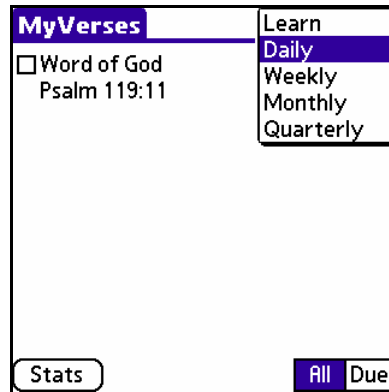 MyVerses
Learn
Daily
Weekly
Monthly
Quarterly
Word of God
Psalm 119:11
Stats
All Due